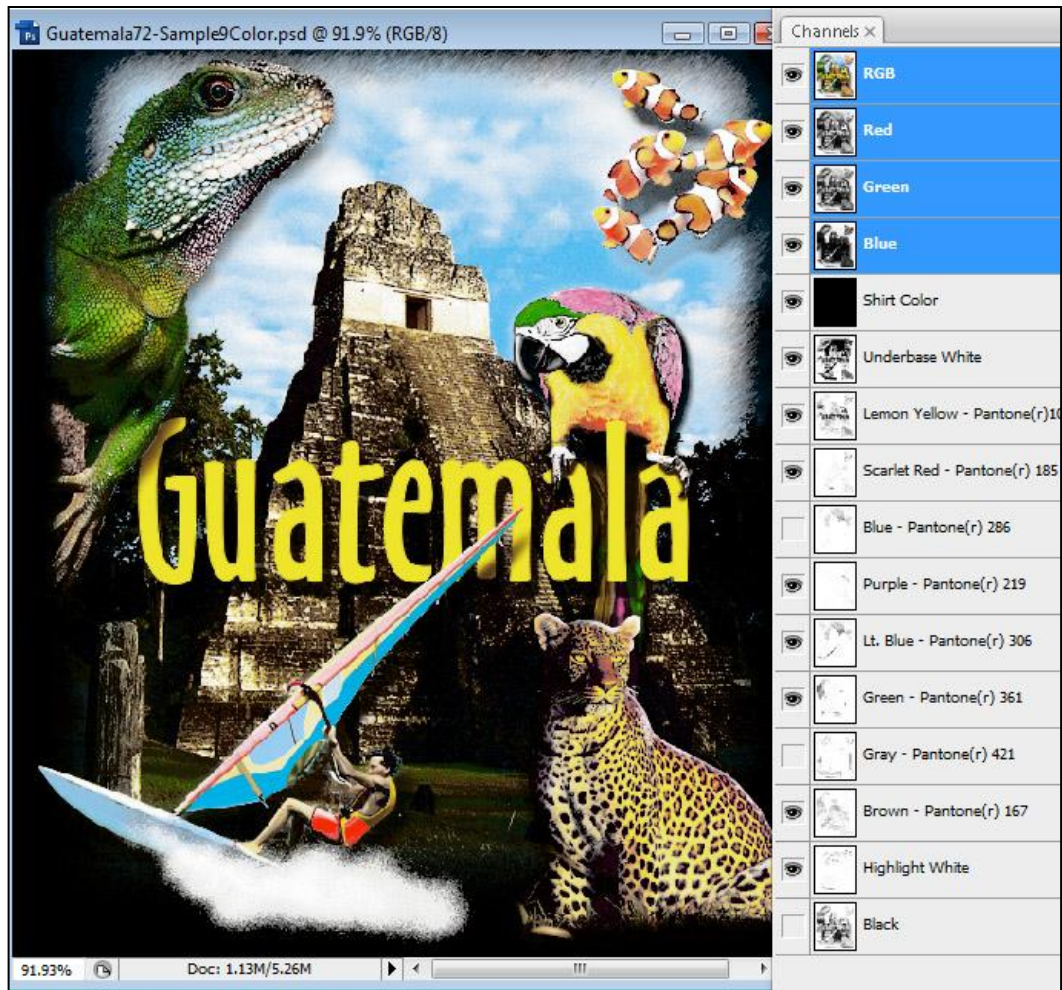 Ps Guatemala72-Sample9Color.psd @ 91.9% (RGB/8)
Guatemala
91.93%
Doc: 1.13M/5.26M
Channels ×
RGB
Red
Green
Blue
Shirt Color
Underbase White
Lemon Yellow - Pantone(r)10
Scarlet Red - Pantone(r) 185
Blue - Pantone(r) 286
Purple - Pantone(r) 219
Lt. Blue - Pantone(r) 306
Green - Pantone(r) 361
Gray - Pantone(r) 421
Brown - Pantone(r) 167
Highlight White
Black